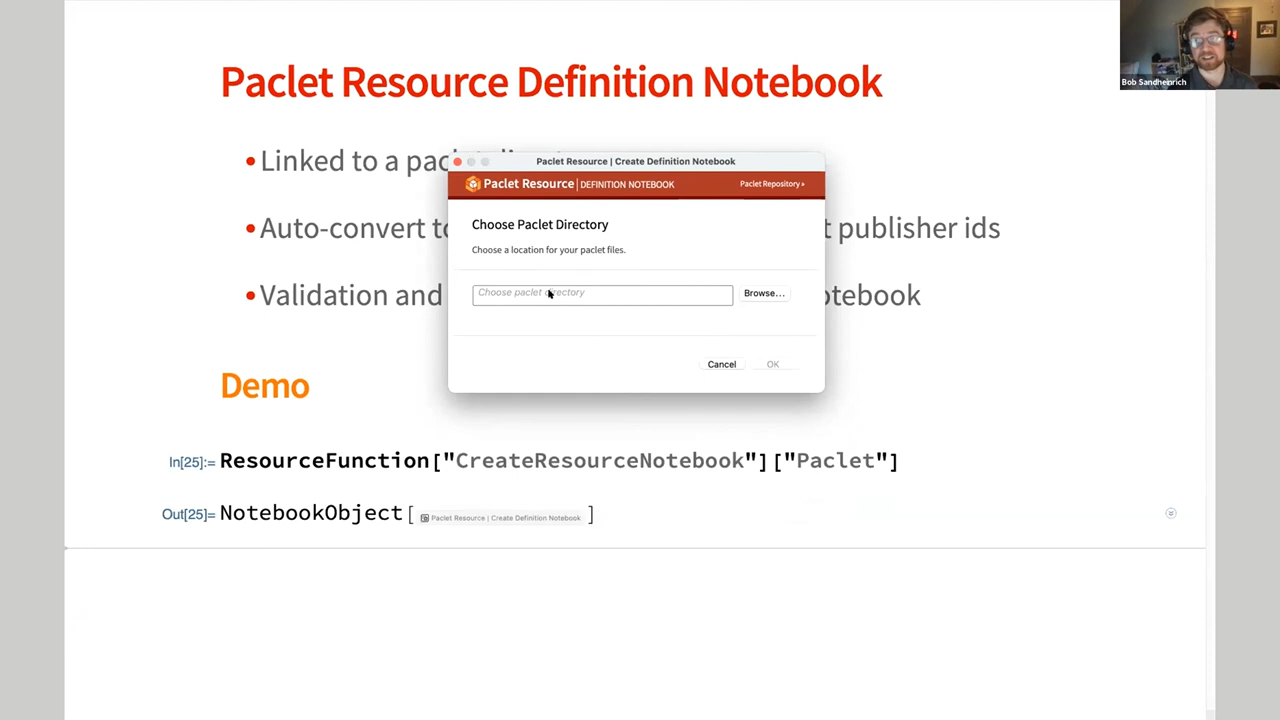 Paclet Resource Definition Notebook
Bob Sandheinrich
• Linked to a pac
• Auto-convert to
t publisher ids
• Validation and
otebook
Paclet Resource | Create Definition Notebook
Paclet Resource | DEFINITION NOTEBOOK
Paclet Repository »
Choose Paclet Directory
Choose a location for your paclet files.
Choose paclet directory
Browse...
Cancel
OK
Demo
In[25]:= ResourceFunction["CreateResourceNotebook"]["Paclet"]
Out[25]= NotebookObject[ Paclet Resource | Create Definition Notebook ]